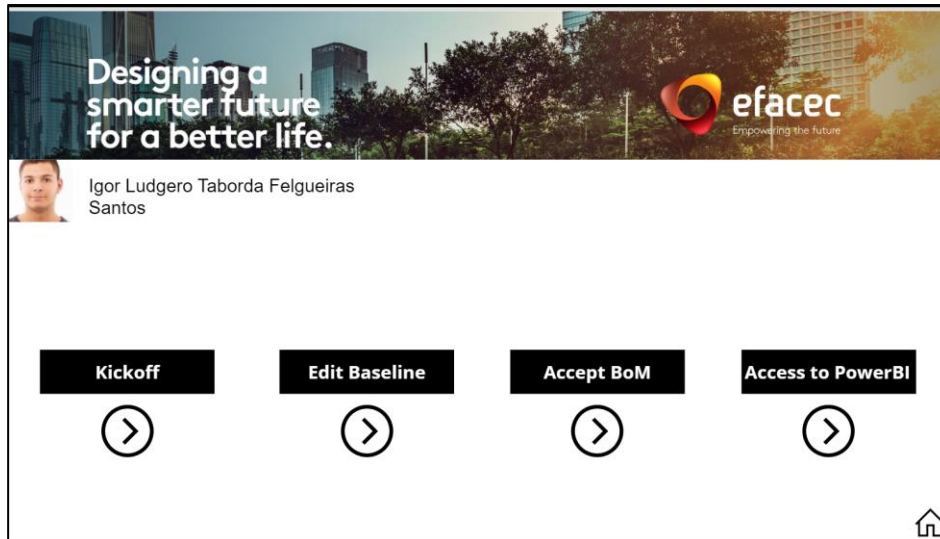 Designing a
smarter future
for a better life.
efacec
Empowering the future
Igor Ludgero Taborda Felgueiras
Santos
Kickoff
Edit Baseline
Accept BoM
Access to PowerBI